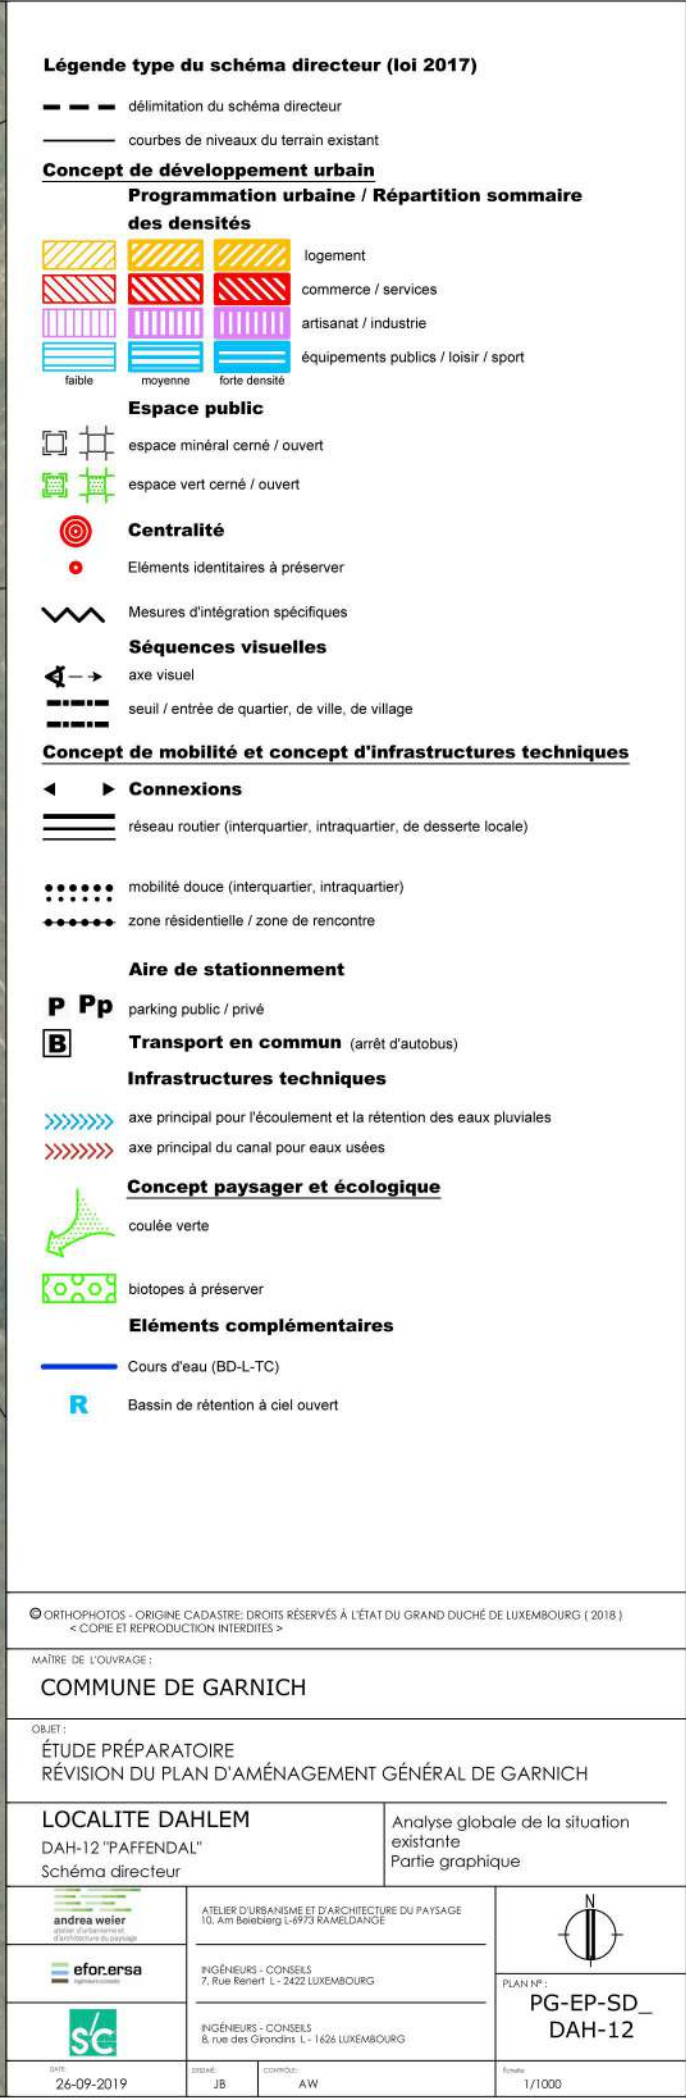 Légende type du schéma directeur (loi 2017)
délimitation du schéma directeur
courbes de niveaux du terrain existant
Concept de développement urbain
Programmation urbaine / Répartition sommaire
des densités
logement
commerce / services
artisanat / industrie
équipements publics / loisir / sport
faible moyenne forte densité
Espace public
espace minéral cerné / ouvert
espace vert cerné / ouvert
Centralité
Eléments identitaires à préserver
Mesures d'intégration spécifiques
Séquences visuelles
axe visuel
seuil / entrée de quartier, de ville, de village
Concept de mobilité et concept d'infrastructures techniques
Connexions
réseau routier (interquartier, intraquartier, de desserte locale)
mobilité douce (interquartier, intraquartier)
zone résidentielle / zone de rencontre
Aire de stationnement
P Pp parking public / privé
B Transport en commun (arrêt d'autobus)
Infrastructures techniques
axe principal pour l'écoulement et la rétention des eaux pluviales
axe principal du canal pour eaux usées
Concept paysager et écologique
coulée verte
biotopes à préserver
Eléments complémentaires
Cours d'eau (BD-L-TC)
R Bassin de rétention à ciel ouvert
© ORTHOPHOTOS - ORIGINE CADASTRE: DROITS RÉSERVÉS À L'ÉTAT DU GRAND DUCHÉ DE LUXEMBOURG ( 2018 )
< COPIE ET REPRODUCTION INTERDITES >
MAÎTRE DE L'OUVRAGE :
COMMUNE DE GARNICH
OBJET :
ÉTUDE PRÉPARATOIRE
RÉVISION DU PLAN D'AMÉNAGEMENT GÉNÉRAL DE GARNICH
LOCALITE DAHLEM
DAH-12 "PAFFENDAL"
Schéma directeur
Analyse globale de la situation
existante
Partie graphique
andrea weier
atelier d'urbanisme et
d'architecture du paysage
ATELIER D'URBANISME ET D'ARCHITECTURE DU PAYSAGE
10, Am Beiebierg L-6973 RAMELDANGE
N
efor.ersa
ingénieurs-conseils
INGÉNIEURS - CONSEILS
7, Rue Renert L - 2422 LUXEMBOURG
PLAN N° :
PG-EP-SD_
DAH-12
s/c
INGÉNIEURS - CONSEILS
8, rue des Girondins L - 1626 LUXEMBOURG
DATE:
26-09-2019
DESSINÉ:
JB
CONTRÔLE:
AW
Echelle:
1/1000